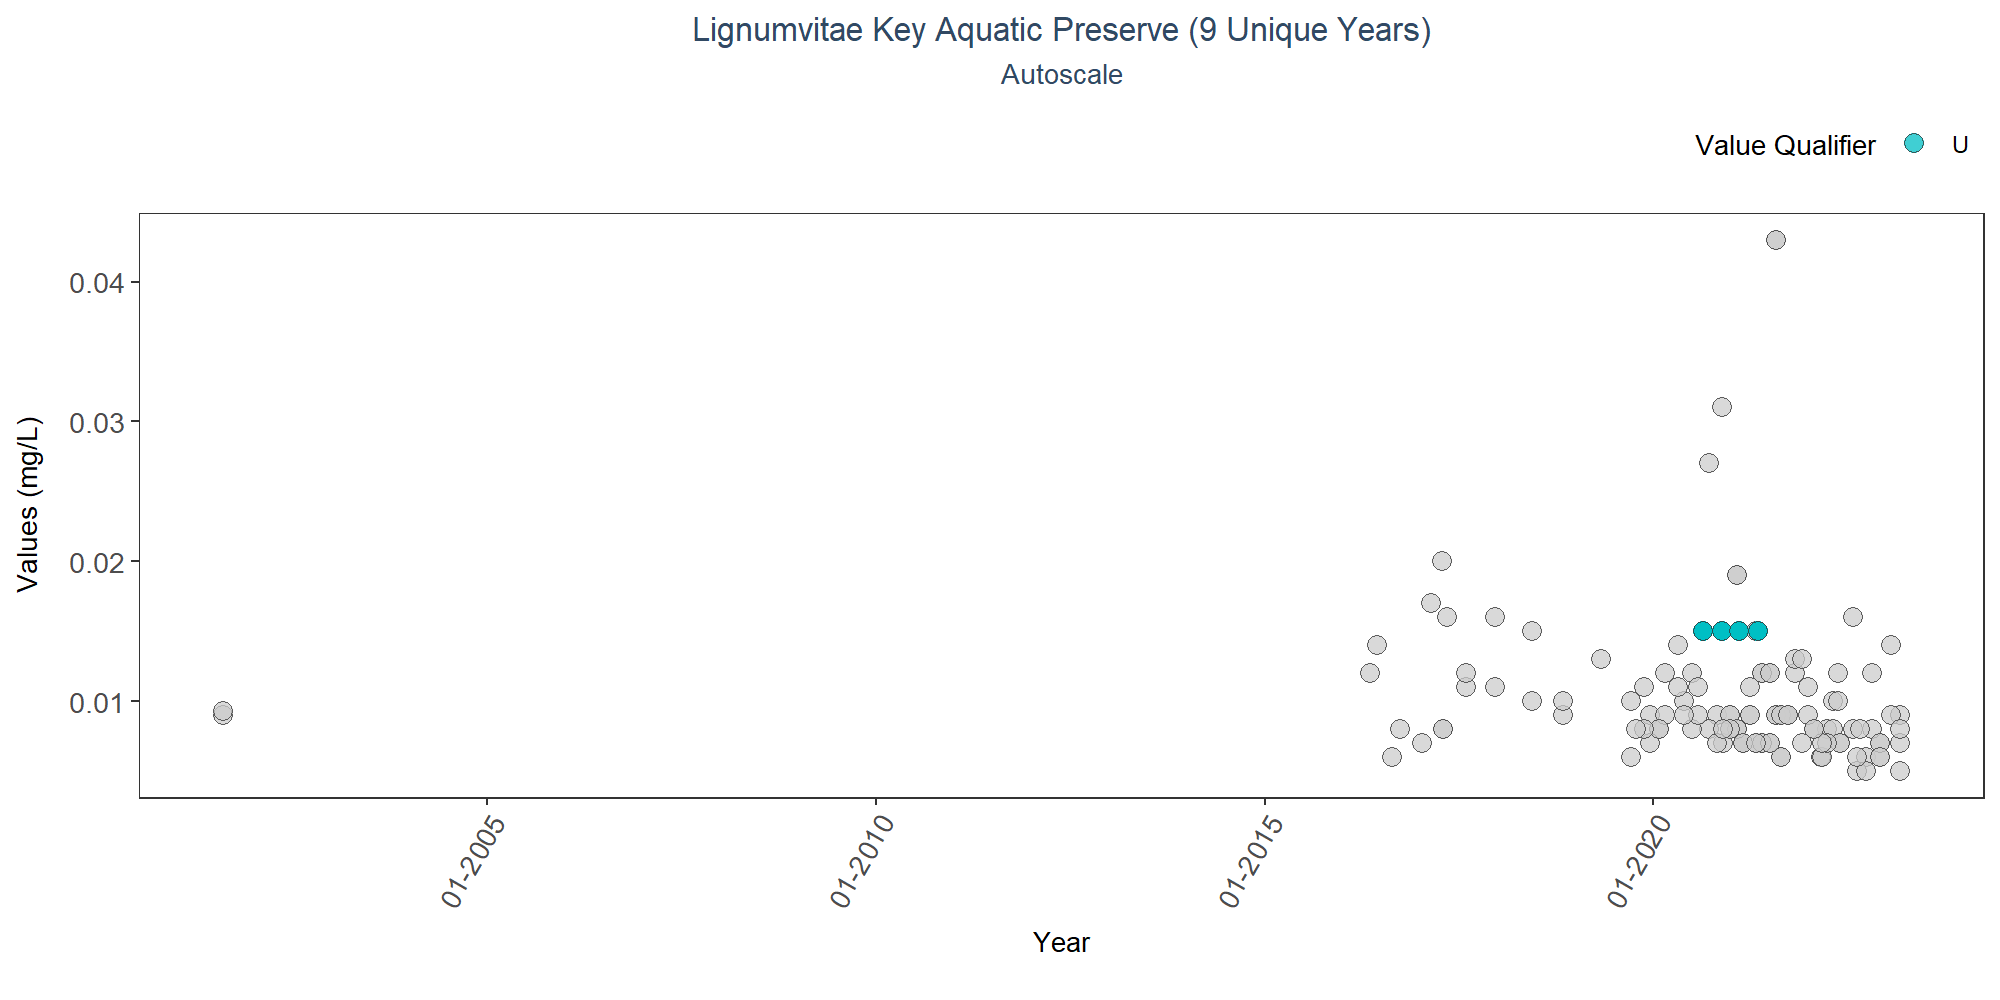 Lignumvitae Key Aquatic Preserve (9 Unique Years)
Autoscale
Value Qualifier U
0.04
0.03
0.02
0.01
Values (mg/L)
01-2005
01-2010
01-2015
01-2020
Year